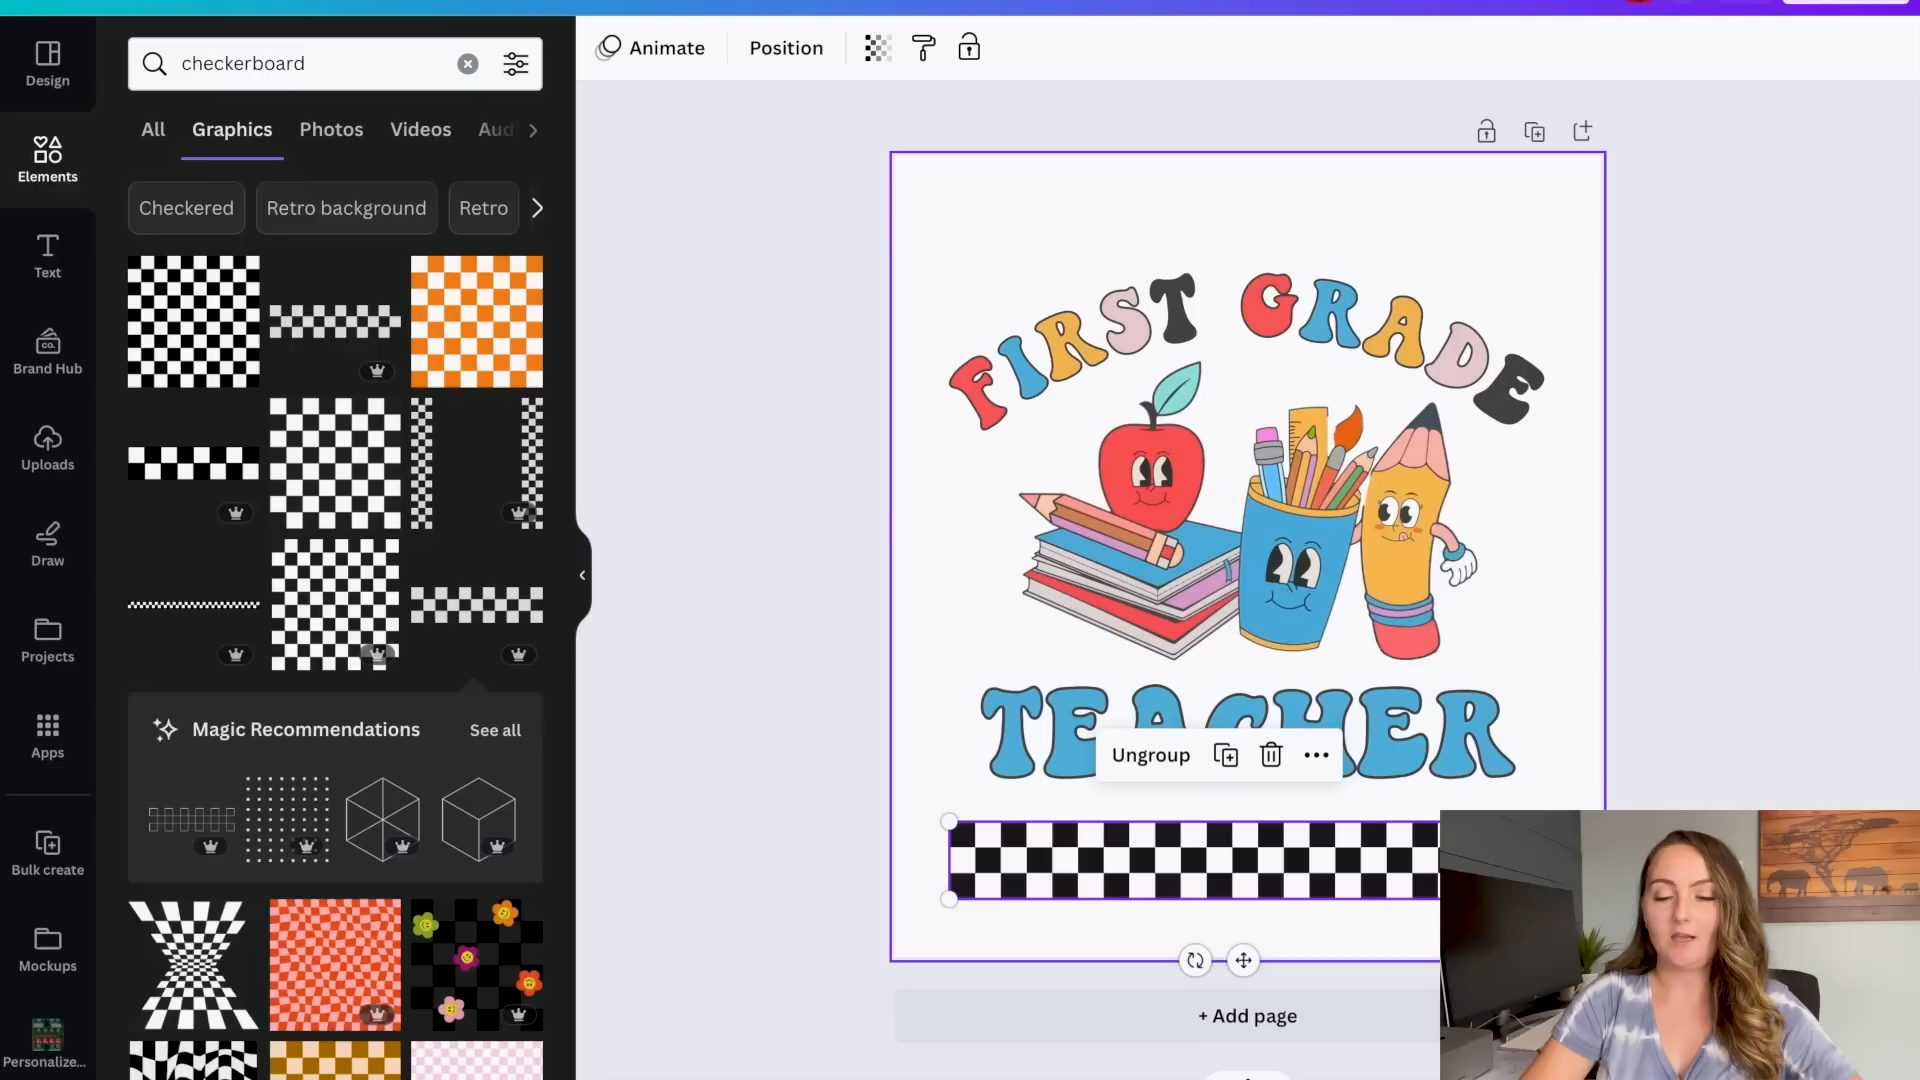 Animate
Position
Design
checkerboard
All
Graphics
Photos
Videos
Aud
Elements
Checkered
Retro background
Retro
Text
Brand Hub
CO.
Uploads
Draw
Projects
Apps
Bulk create
Mockups
Personalize...
Magic Recommendations
See all
FIRST GRADE
TEACHER
Ungroup
+ Add page